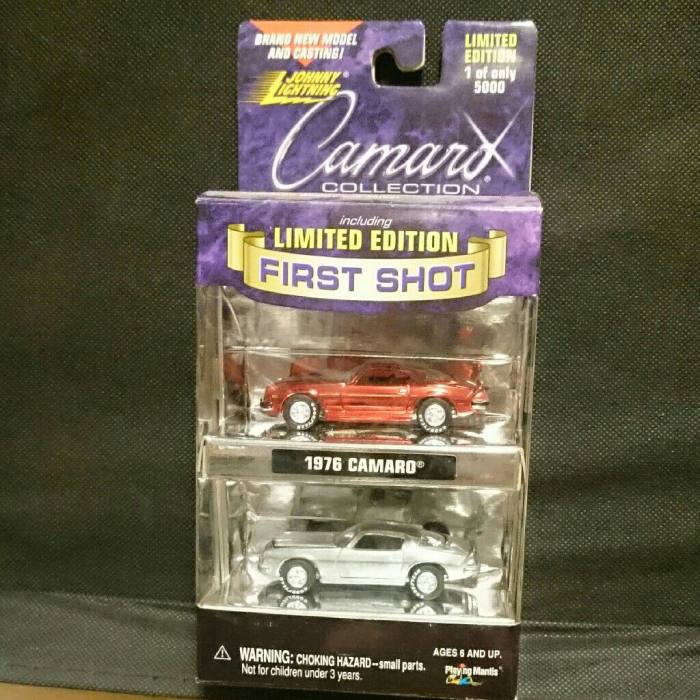 BRAND NEW MODEL
AND CASTING!
LIMITED
EDITION
1 of only
5000
JOHNNY
LIGHTNING®
Camaro®
COLLECTION
including
LIMITED EDITION
FIRST SHOT
1976 CAMARO®
⚠ WARNING: CHOKING HAZARD–small parts.
Not for children under 3 years.
AGES 6 AND UP.
Playing Mantis